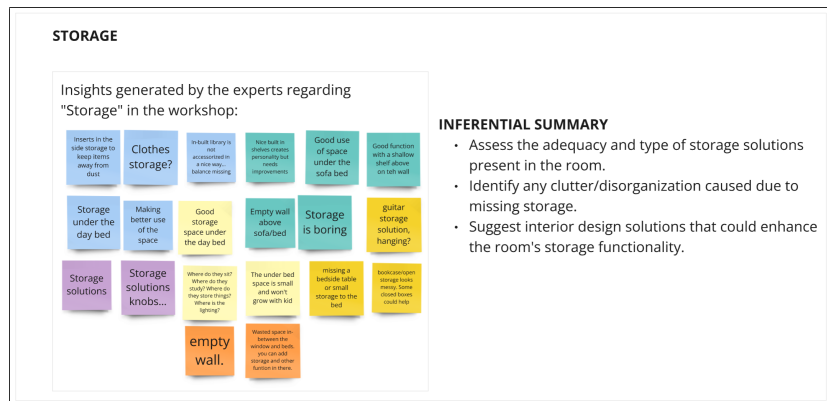 STORAGE
Insights generated by the experts regarding
"Storage" in the workshop:
Inserts in the
side storage to
keep items
away from
dust
Clothes
storage?
In-built library is
not
accessorized in
a nice way...
balance missing
Nice built in
shelves creates
personality but
needs
improvements
Good use
of space
under the
sofa bed
Good function
with a shallow
shelf above
on teh wall
Storage
under the
day bed
Making
better use
of the
space
Good
storage
space under
the day bed
Empty wall
above
sofa/bed
Storage
is boring
guitar
storage
solution,
hanging?
Storage
solutions
Storage
solutions
knobs...
Where do they sit?
Where do they
study? Where do
they store things?
Where is the
lighting?
The under bed
space is small
and won't
grow with kid
missing a
bedside table
or small
storage to the
bed
bookcase/open
storage looks
messy. Some
closed boxes
could help
empty
wall.
Wasted space in-
between the
window and beds.
you can add
storage and other
funtion in there.
INFERENTIAL SUMMARY
• Assess the adequacy and type of storage solutions
present in the room.
• Identify any clutter/disorganization caused due to
missing storage.
• Suggest interior design solutions that could enhance
the room's storage functionality.